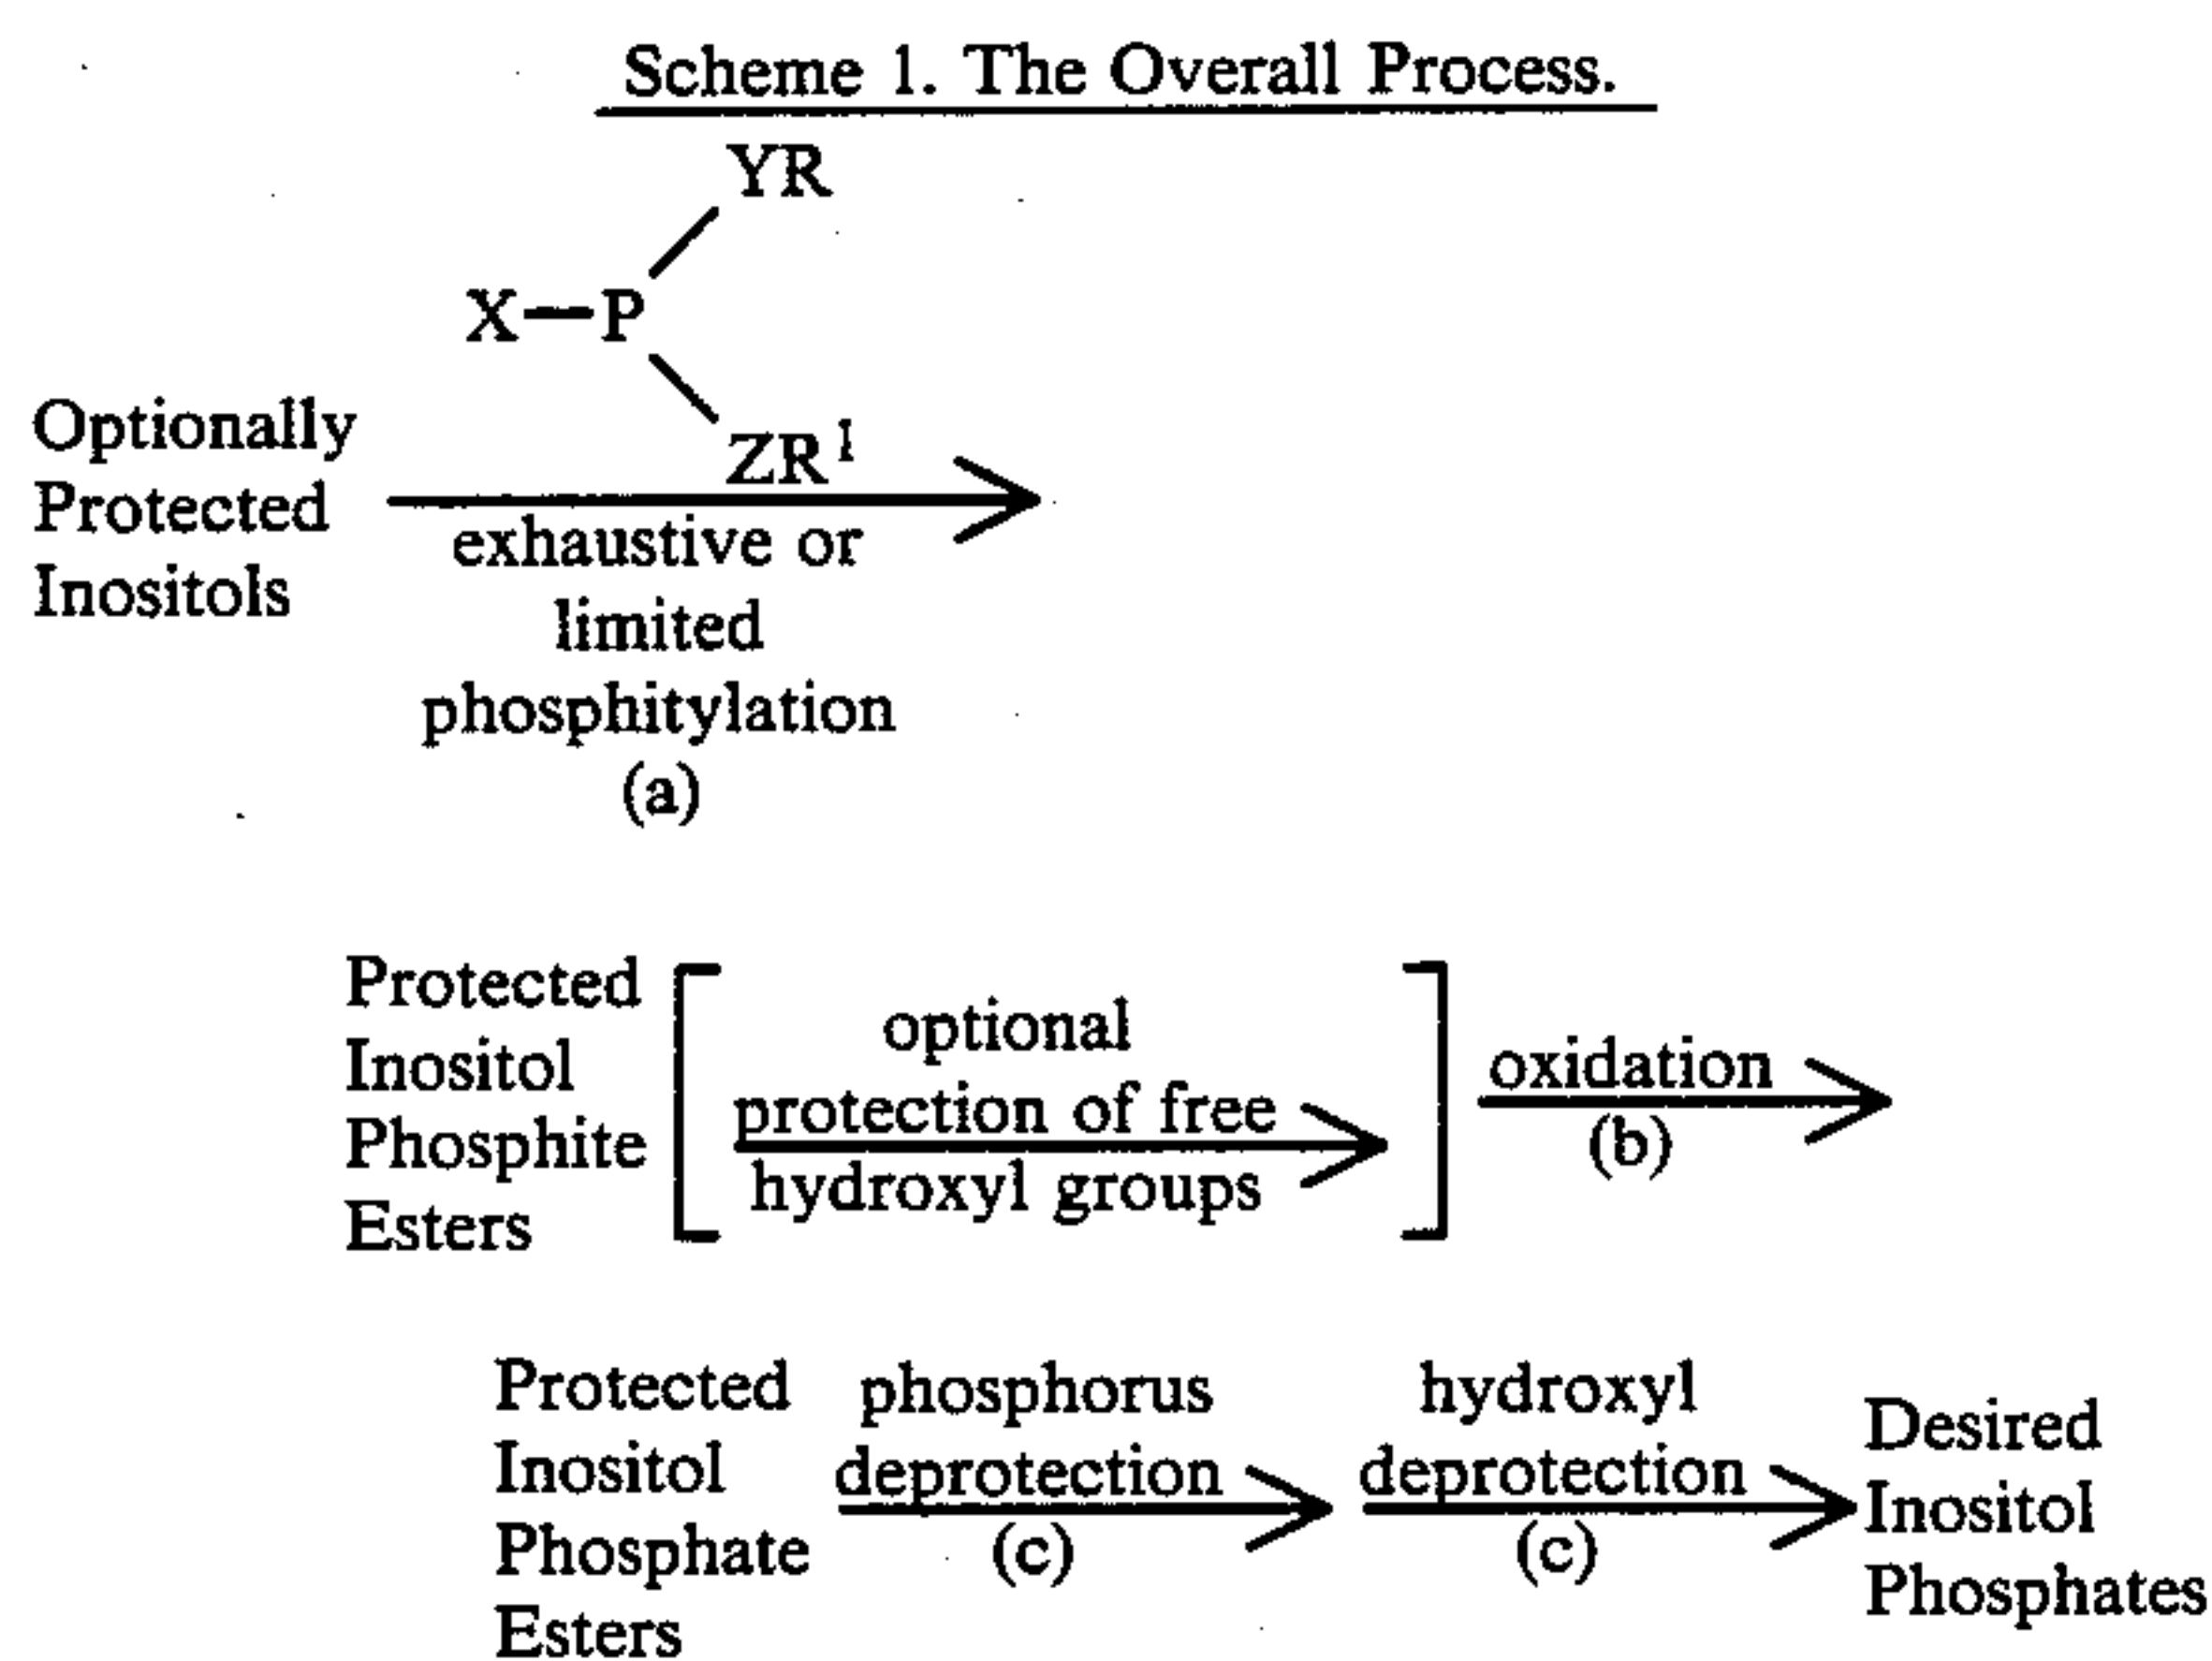 Scheme 1. The Overall Process.
YR
X—P
ZR¹
Optionally
Protected
Inositols
exhaustive or
limited
phosphitylation
(a)
Protected
Inositol
Phosphite
Esters
optional
protection of free
hydroxyl groups
oxidation
(b)
Protected
Inositol
Phosphate
Esters
phosphorus
deprotection
(c)
hydroxyl
deprotection
(c)
Desired
Inositol
Phosphates